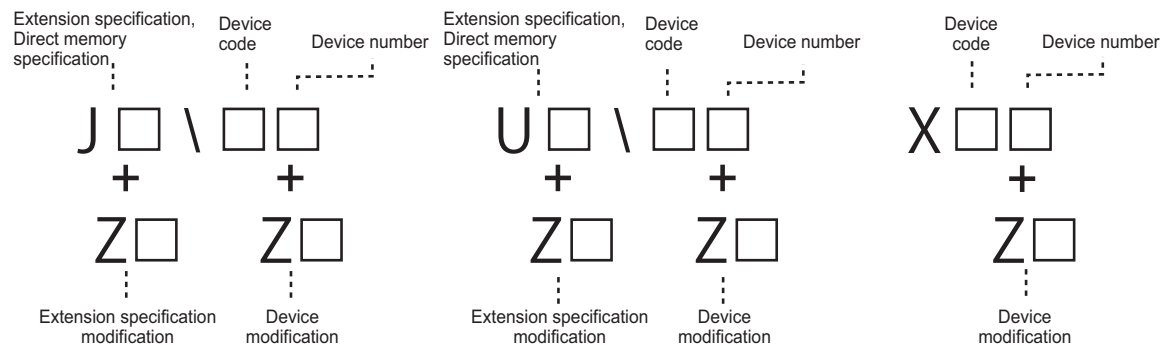 Extension specification,
Direct memory
specification
Device
code
Device number
J□ \ □□
+ +
Z□ Z□
Extension specification
modification
Device
modification
Extension specification,
Direct memory
specification
Device
code
Device number
U□ \ □□
+ +
Z□ Z□
Extension specification
modification
Device
modification
Device
code
Device number
X□□
+
Z□
Device
modification